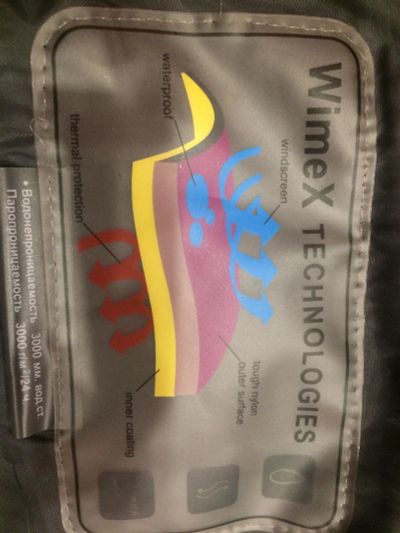 WimeX TECHNOLOGIES
windscreen
waterproof
thermal protection
tough nylon
outer surface
inner coating
• Водонепроницаемость 3000 мм. вод.ст.
Паропроницаемость 3000 г/м²/24 ч.